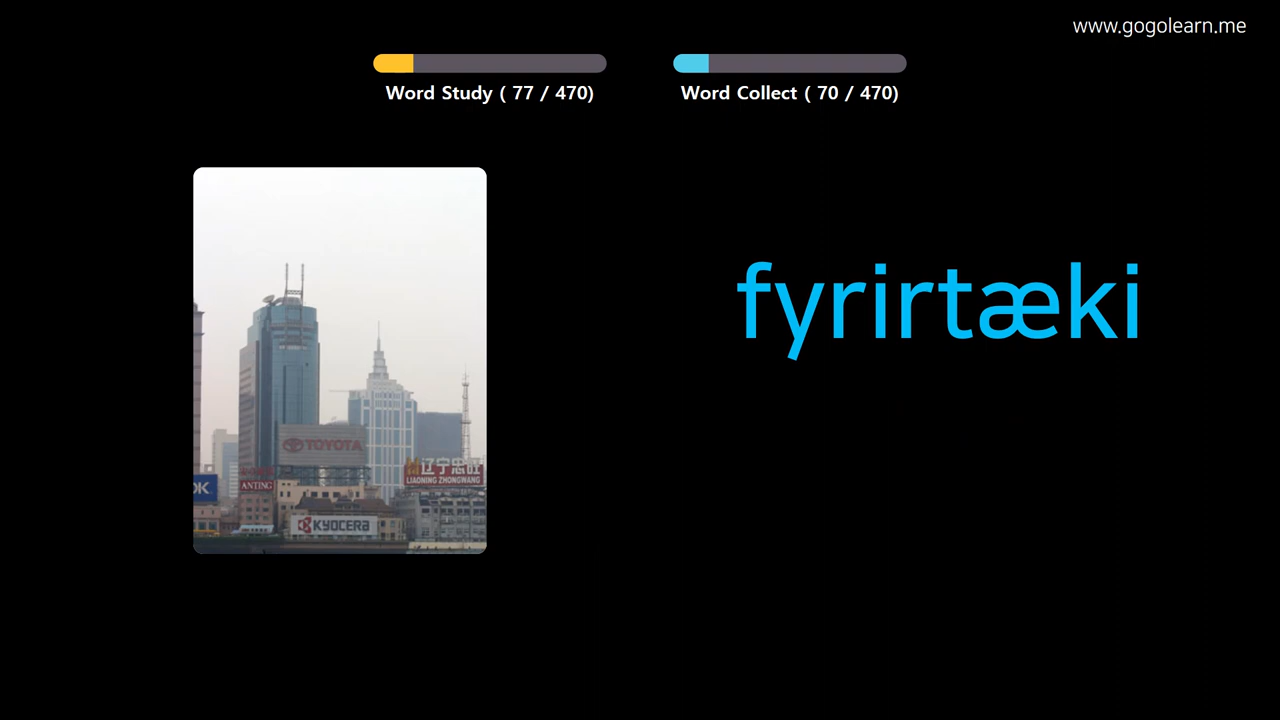 www.gogolearn.me
Word Study ( 77 / 470)
Word Collect ( 70 / 470)
fyrirtæki
TOYOTA
辽宁忠旺
LIAONING ZHONGWANG
OK.
ANTING
KYOCERA